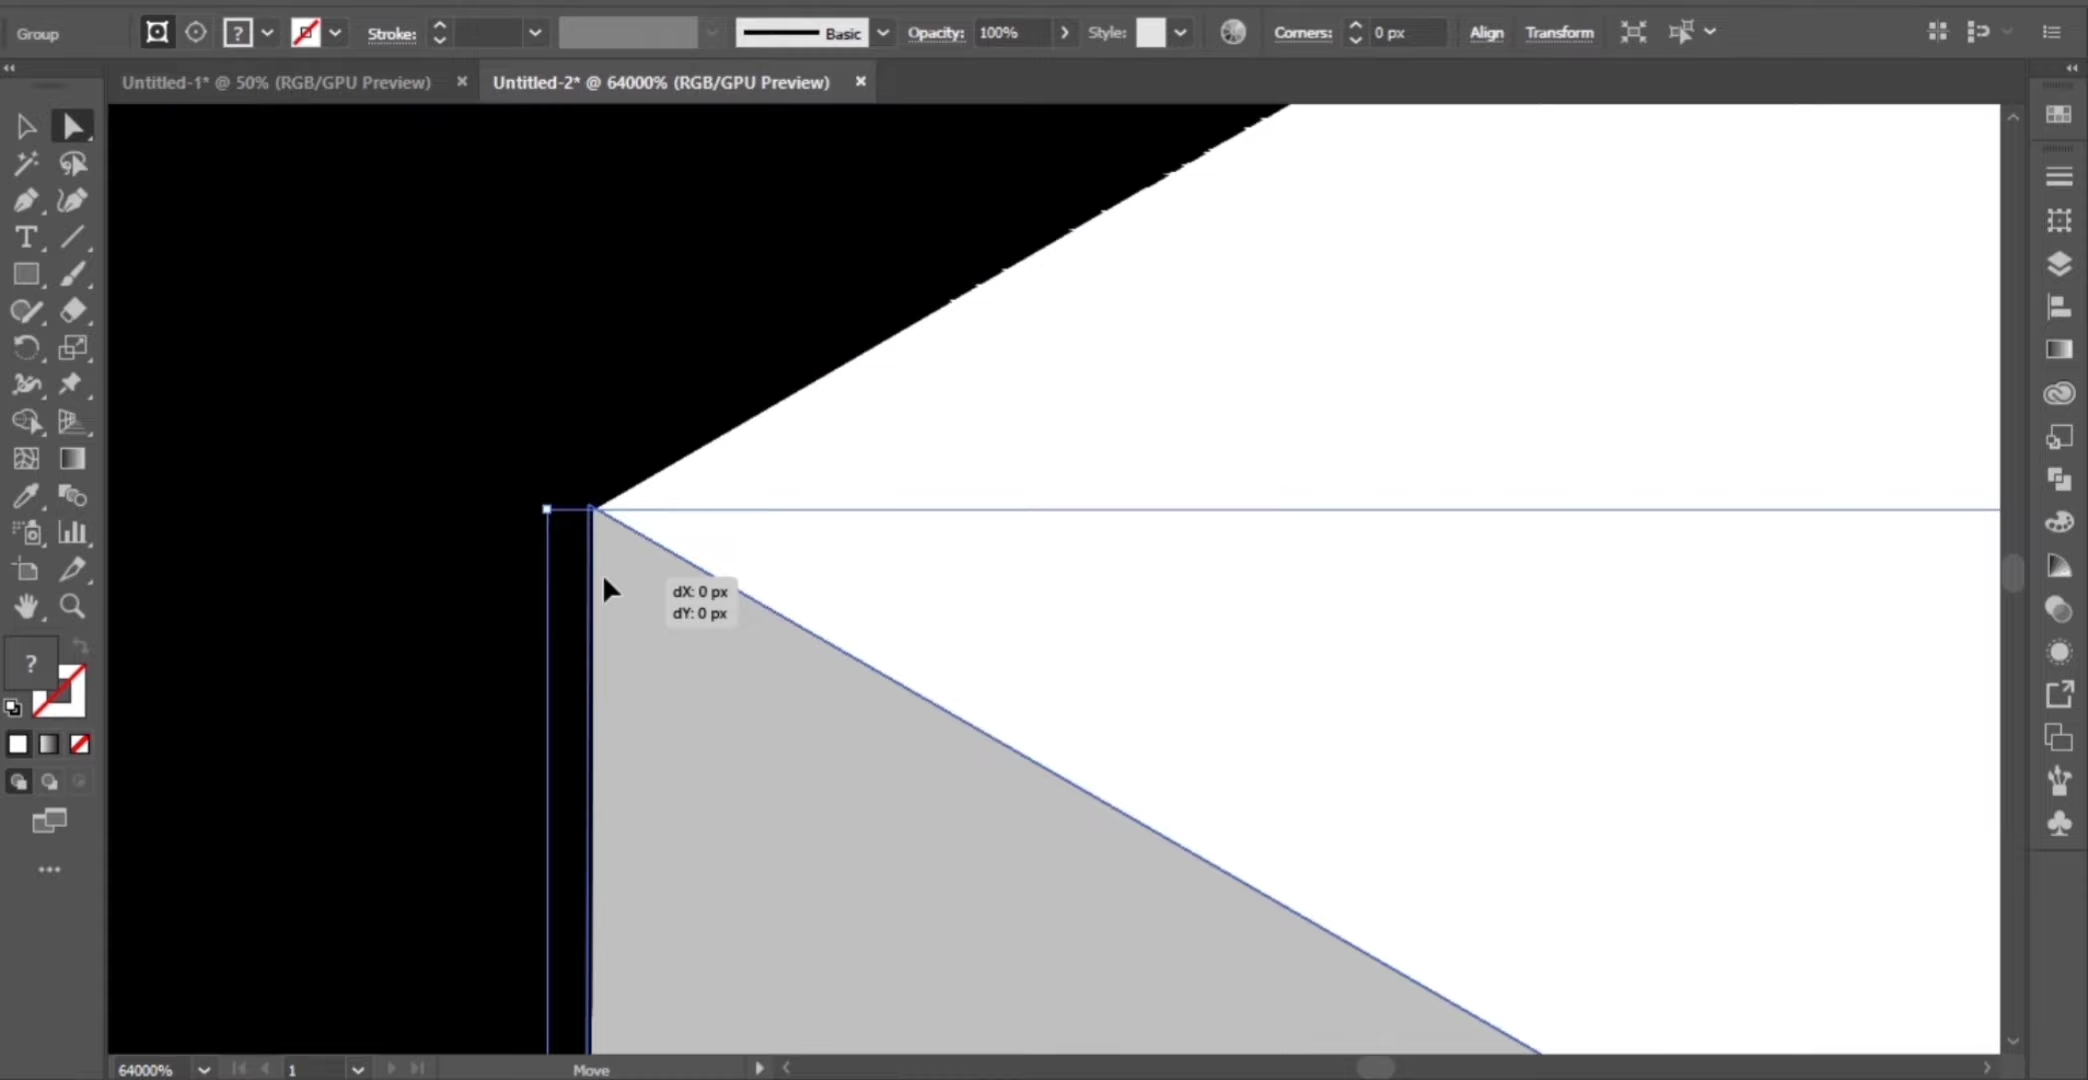 Group
?
Stroke:
Basic
Opacity: 100%
Style:
Corners: 0 px
Align
Transform
Untitled-1* @ 50% (RGB/GPU Preview)
Untitled-2* @ 64000% (RGB/GPU Preview)
T
dX: 0 px
dY: 0 px
?
64000%
1
Move